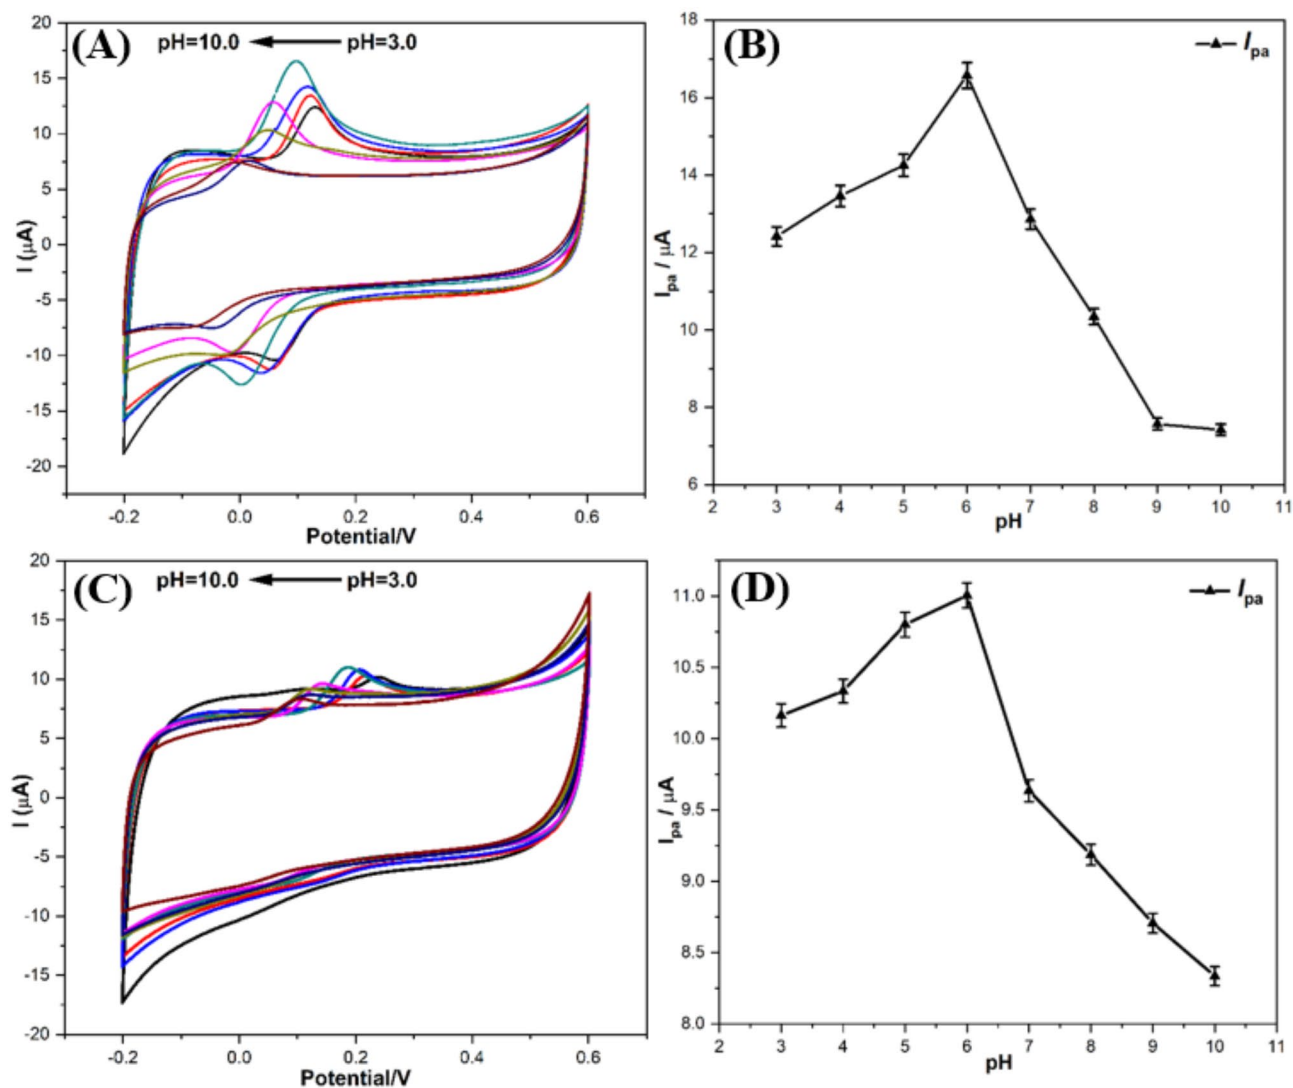 (A)
pH=10.0 pH=3.0
20
15
10
5
0
-5
-10
-15
-20
I (μA)
-0.2 0.0 0.2 0.4 0.6
Potential/V
(B)
Ipa
18
16
14
12
10
8
6
Ipa / μA
2 3 4 5 6 7 8 9 10 11
pH
(C)
pH=10.0 pH=3.0
20
15
10
5
0
-5
-10
-15
-20
I (μA)
-0.2 0.0 0.2 0.4 0.6
Potential/V
(D)
Ipa
11.0
10.5
10.0
9.5
9.0
8.5
8.0
Ipa / μA
2 3 4 5 6 7 8 9 10 11
pH